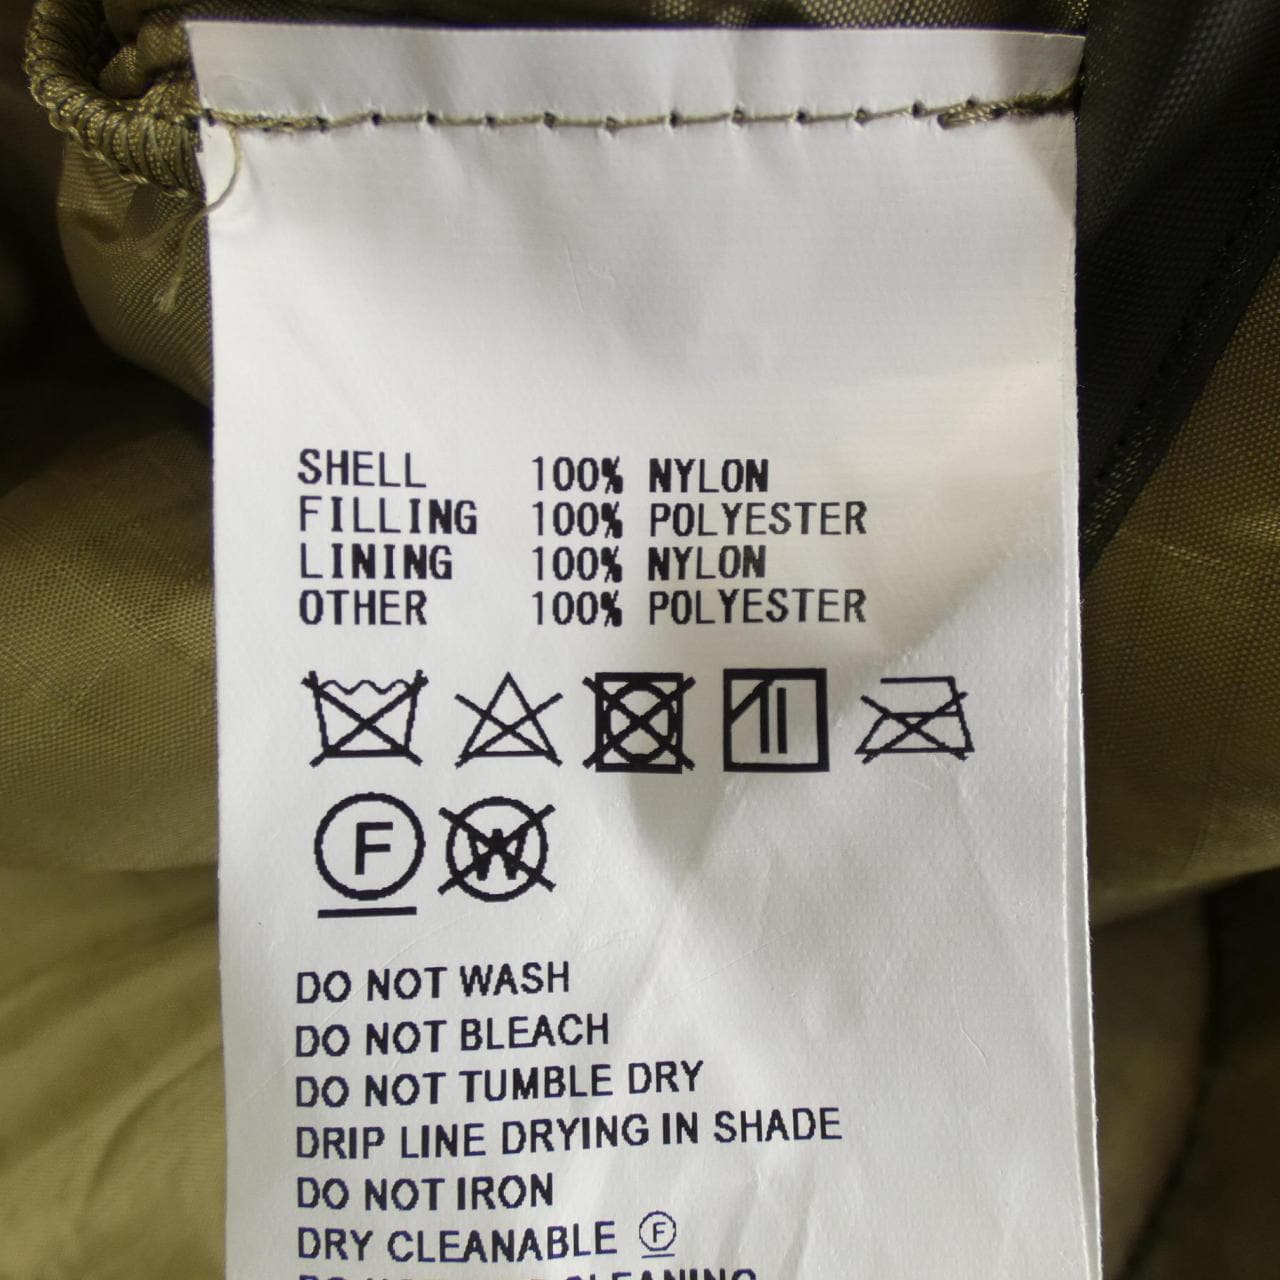 SHELL 100% NYLON
FILLING 100% POLYESTER
LINING 100% NYLON
OTHER 100% POLYESTER
F W
DO NOT WASH
DO NOT BLEACH
DO NOT TUMBLE DRY
DRIP LINE DRYING IN SHADE
DO NOT IRON
DRY CLEANABLE F
CLEANING